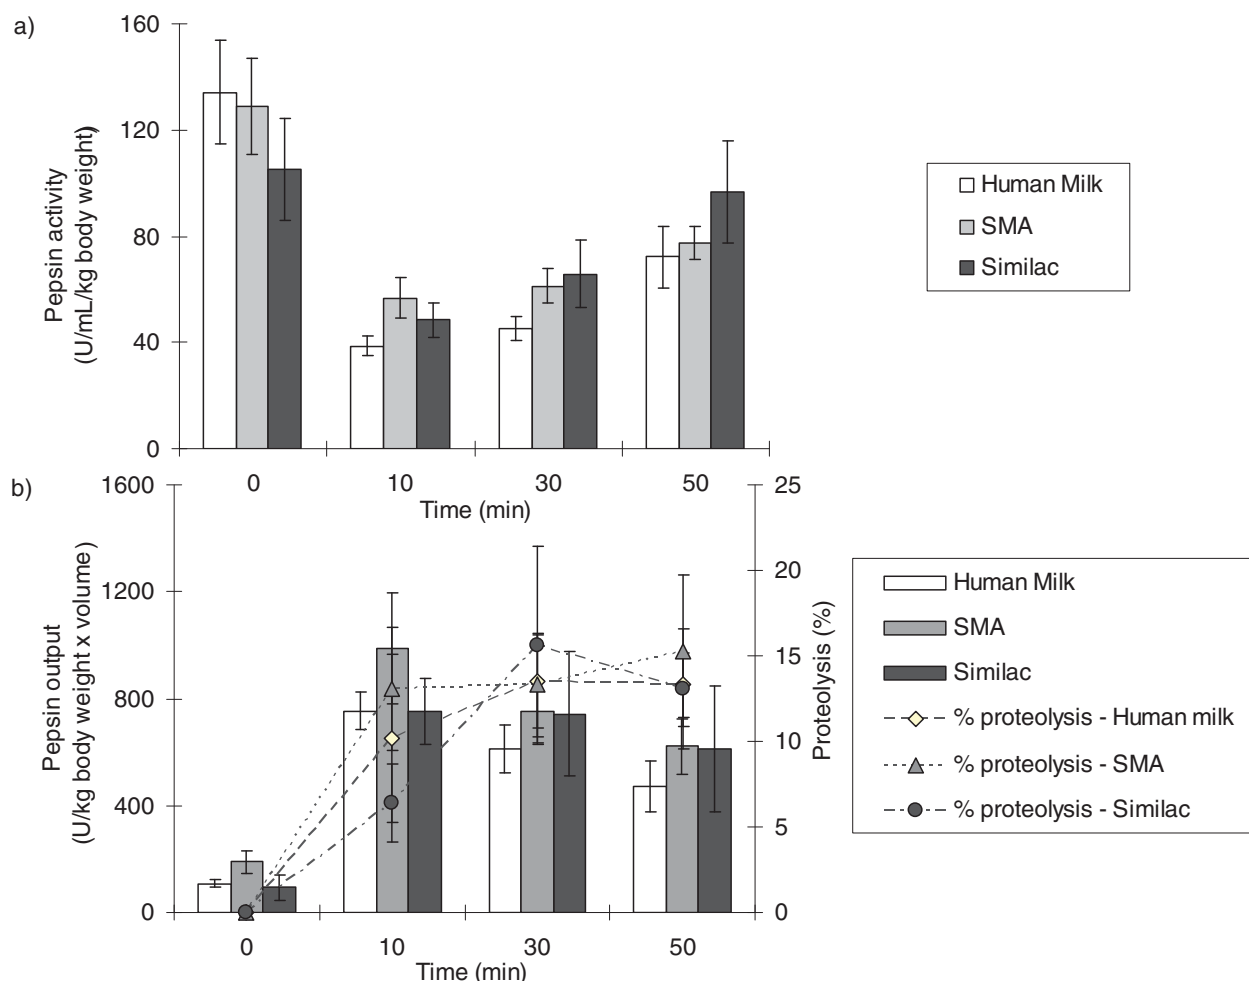 a)
160
120
80
40
0
Pepsin activity
(U/mL/kg body weight)
0 10 30 50
Time (min)
Human Milk
SMA
Similac
b)
1600
1200
800
400
0
Pepsin output
(U/kg body weight x volume)
25
20
15
10
5
0
Proteolysis (%)
0 10 30 50
Time (min)
Human Milk
SMA
Similac
% proteolysis - Human milk
% proteolysis - SMA
% proteolysis - Similac